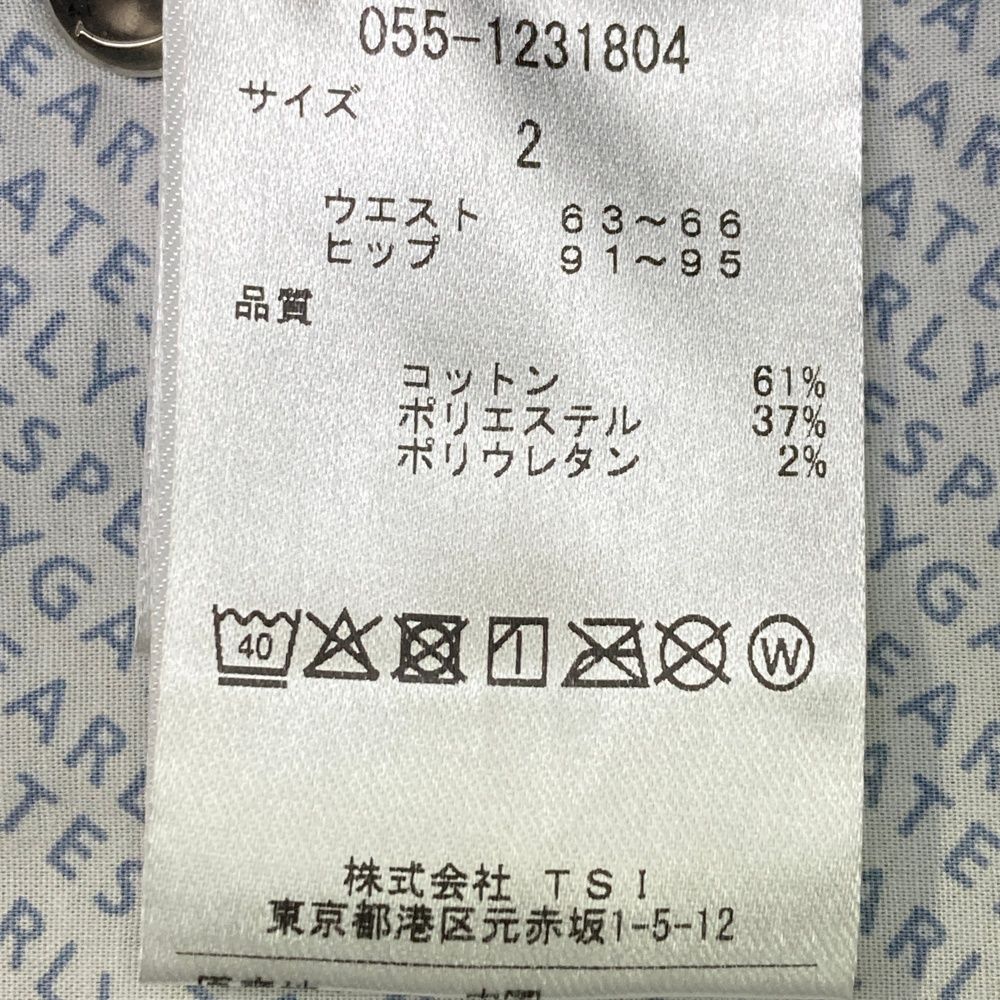 055-1231804
サイズ
2
ウエスト 63~66
ヒップ 91~95
品質
コットン 61%
ポリエステル 37%
ポリウレタン 2%
40 W
株式会社 TSI
東京都港区元赤坂1-5-12